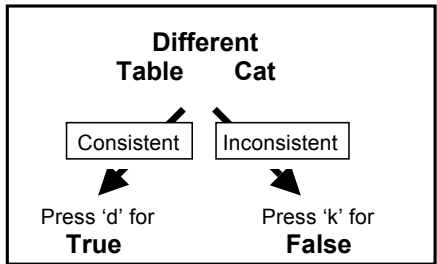 Different
Table Cat
Consistent Inconsistent
Press ‘d’ for Press ‘k’ for
True False